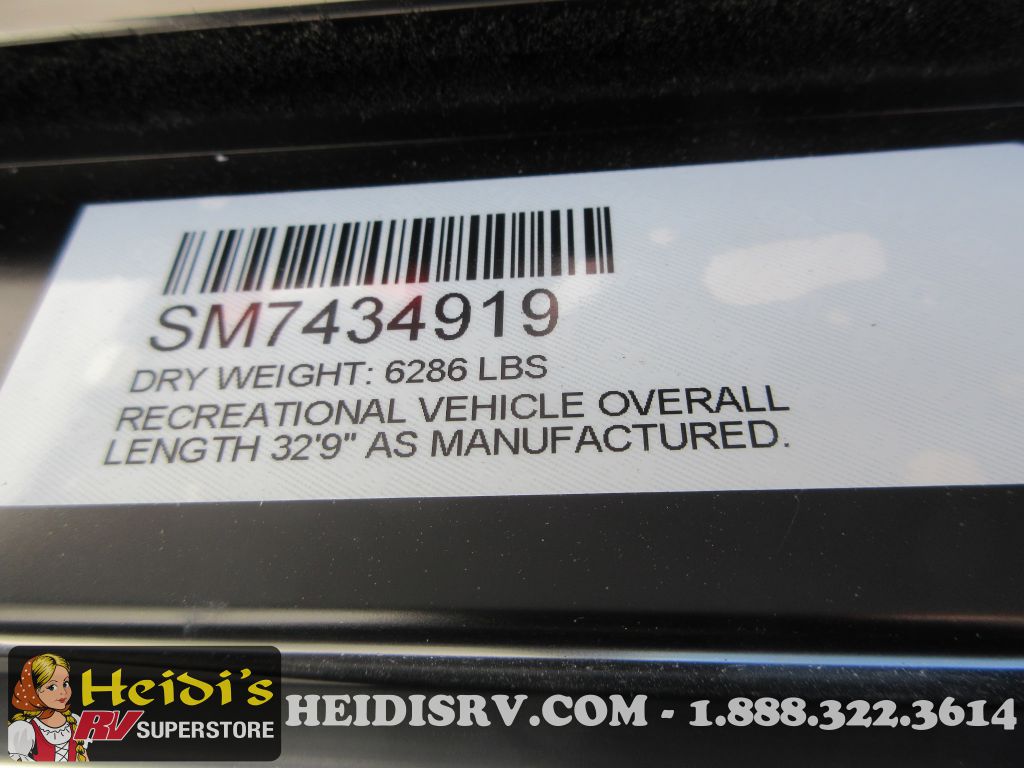 SM7434919
DRY WEIGHT: 6286 LBS
RECREATIONAL VEHICLE OVERALL
LENGTH 32'9" AS MANUFACTURED.
Heidi's
RV SUPERSTORE
HEIDISRV.COM - 1.888.322.3614